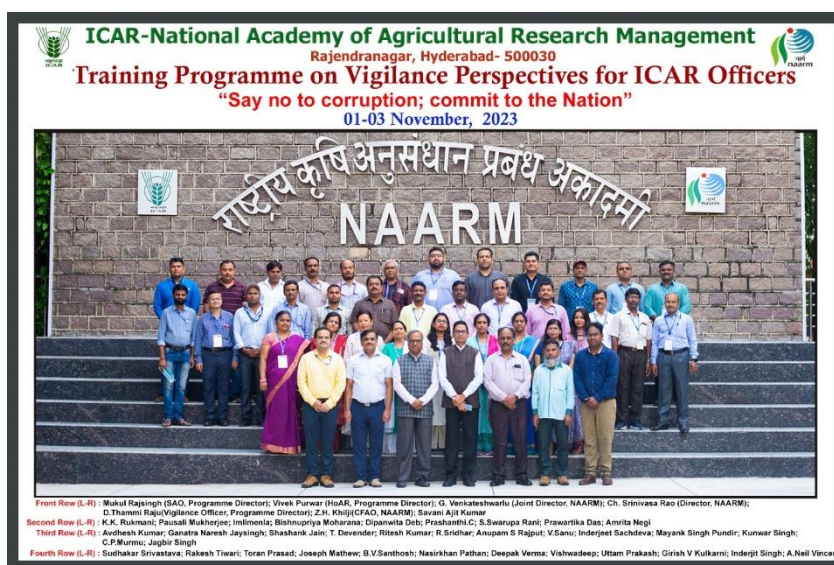 ICAR-National Academy of Agricultural Research Management
Rajendranagar, Hyderabad- 500030
Training Programme on Vigilance Perspectives for ICAR Officers
“Say no to corruption; commit to the Nation”
01-03 November, 2023
ICAR
naarm
राष्ट्रीय कृषि अनुसंधान प्रबंध अकादमी
NAARM
Front Row (L-R) : Mukul Rajsingh (SAO, Programme Director); Vivek Purwar (HoAR, Programme Director); G. Venkateshwarlu (Joint Director, NAARM); Ch. Srinivasa Rao (Director, NAARM);
D.Thammi Raju(Vigilance Officer, Programme Director); Z.H. Khilji(CFAO, NAARM); Savani Ajit Kumar
Second Row (L-R) : K.K. Rukmani; Pausali Mukherjee; Imlimenla; Bishnupriya Moharana; Dipanwita Deb; Prashanthi.C; S.Swarupa Rani; Prawartika Das; Amrita Negi
Third Row (L-R) : Avdhesh Kumar; Ganatra Naresh Jaysingh; Shashank Jain; T. Devender; Ritesh Kumar; R.Sridhar; Anupam S Rajput; V.Sanu; Inderjeet Sachdeva; Mayank Singh Pundir; Kunwar Singh;
C.P.Murmu; Jagbir Singh
Fourth Row (L-R) : Sudhakar Srivastava; Rakesh Tiwari; Toran Prasad; Joseph Mathew; B.V.Santhosh; Nasirkhan Pathan; Deepak Verma; Vishwadeep; Uttam Prakash; Girish V Kulkarni; Inderjit Singh; A.Neil Vincer